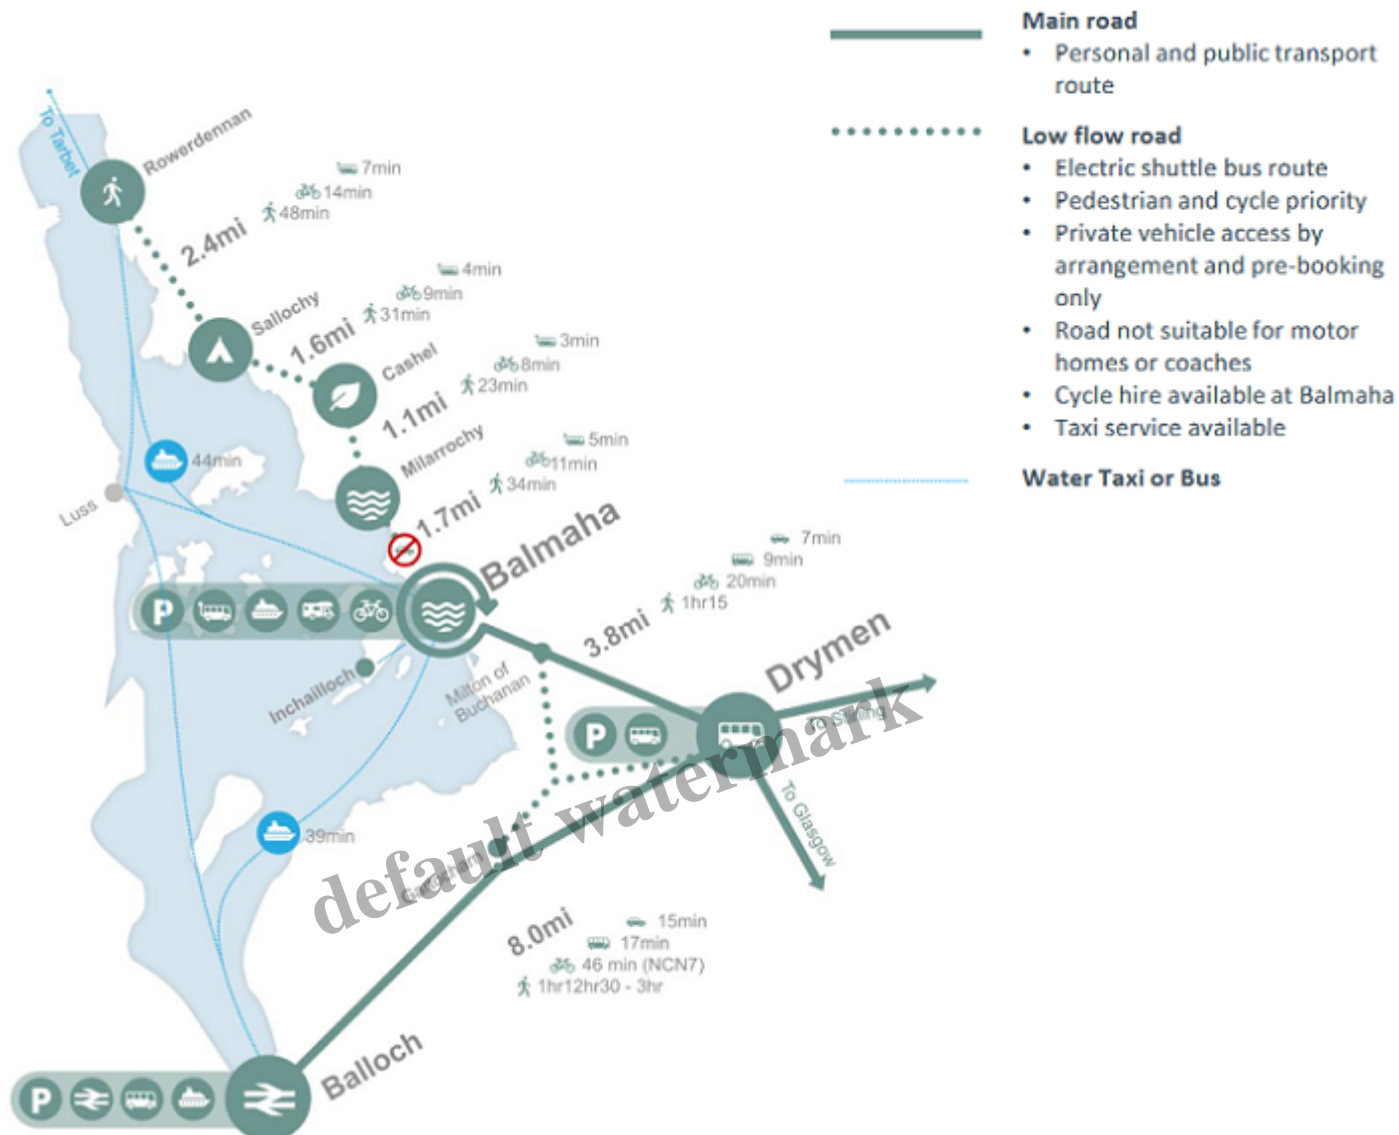 Main road
• Personal and public transport
route
Low flow road
• Electric shuttle bus route
• Pedestrian and cycle priority
• Private vehicle access by
arrangement and pre-booking
only
• Road not suitable for motor
homes or coaches
• Cycle hire available at Balmaha
• Taxi service available
Water Taxi or Bus
To Tarbet
Rowerdennan
7min
14min
48min
2.4mi
Sallochy
4min
9min
31min
1.6mi
Cashel
3min
8min
23min
1.1mi
Milarrochy
5min
11min
34min
1.7mi
44min
Luss
Balmaha
P
7min
9min
20min
1hr15
3.8mi
Drymen
Inchailloch
Milton of
Buchanan
P
To Stirling
To Glasgow
39min
default watermark
8.0mi
15min
17min
46 min (NCN7)
1hr12hr30 - 3hr
Balloch
P